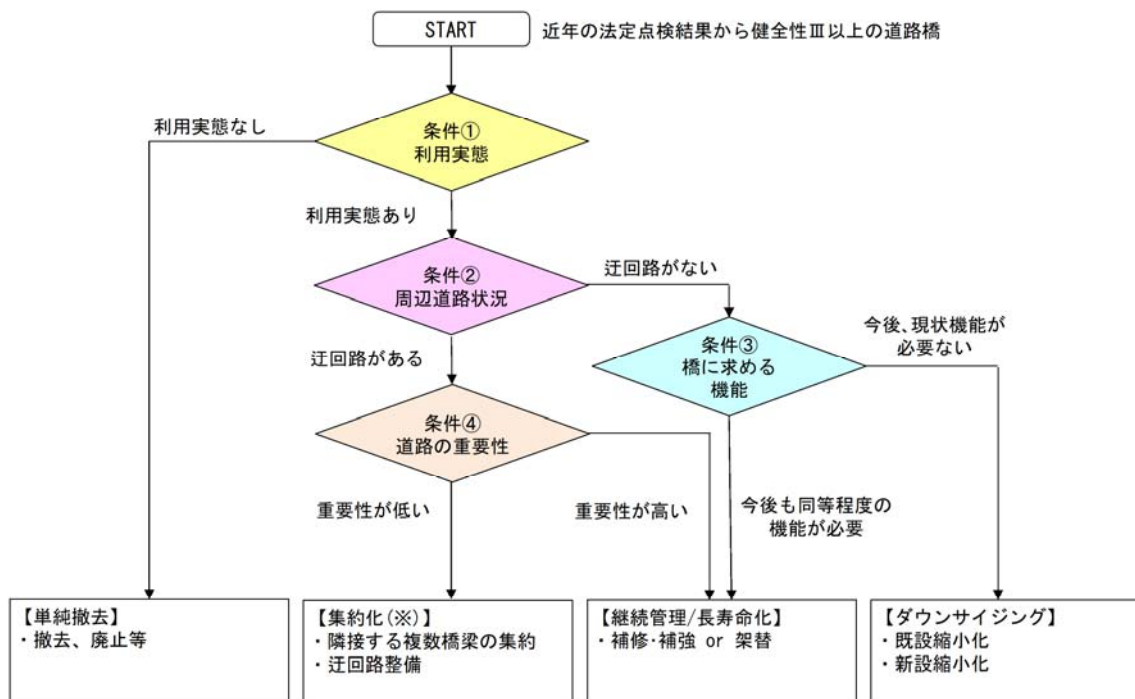 START
近年の法定点検結果から健全性Ⅲ以上の道路橋
条件①
利用実態
利用実態なし
利用実態あり
条件②
周辺道路状況
迂回路がない
迂回路がある
条件③
橋に求める
機能
今後、現状機能が
必要ない
条件④
道路の重要性
重要性が低い
重要性が高い
今後も同等程度の
機能が必要
【単純撤去】
・撤去、廃止等
【集約化(※)】
・隣接する複数橋梁の集約
・迂回路整備
【継続管理/長寿命化】
・補修・補強 or 架替
【ダウンサイジング】
・既設縮小化
・新設縮小化